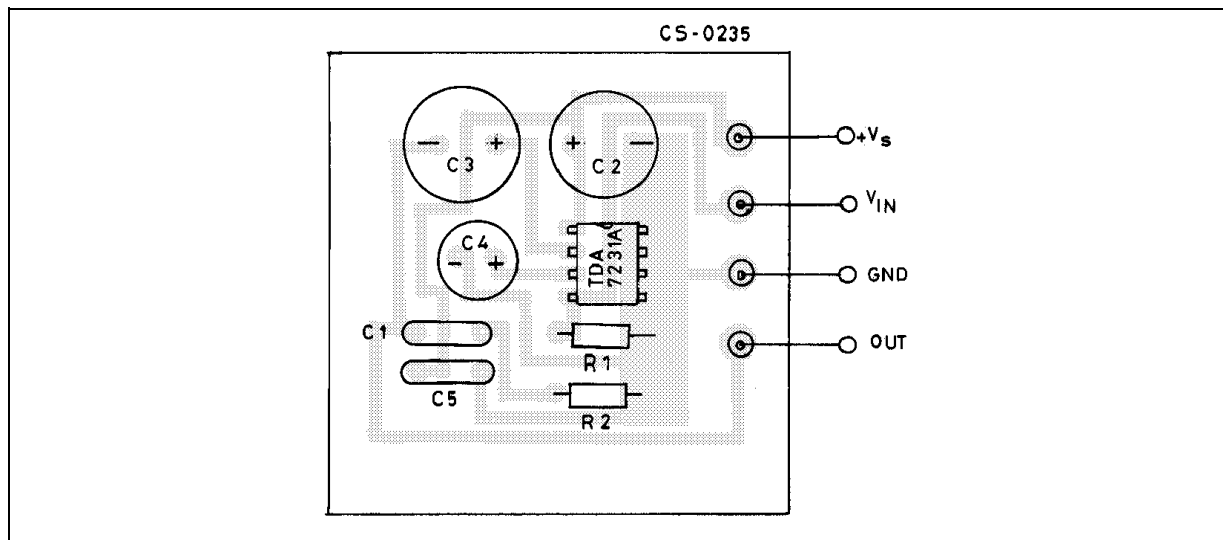 CS-0235
− C3 +
+ C2 −
+Vs
VIN
C4
- +
TDA
7231A
GND
C1
R1
OUT
C5
R2